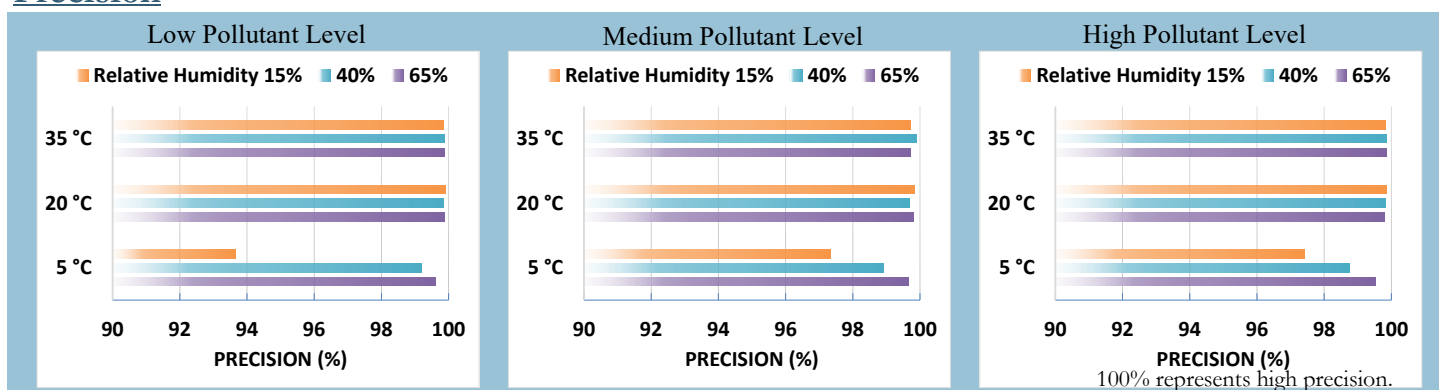 Precision
Low Pollutant Level
Relative Humidity 15% 40% 65%
35 °C
20 °C
5 °C
90 92 94 96 98 100
PRECISION (%)
Medium Pollutant Level
Relative Humidity 15% 40% 65%
35 °C
20 °C
5 °C
90 92 94 96 98 100
PRECISION (%)
High Pollutant Level
Relative Humidity 15% 40% 65%
35 °C
20 °C
5 °C
90 92 94 96 98 100
PRECISION (%)
100% represents high precision.